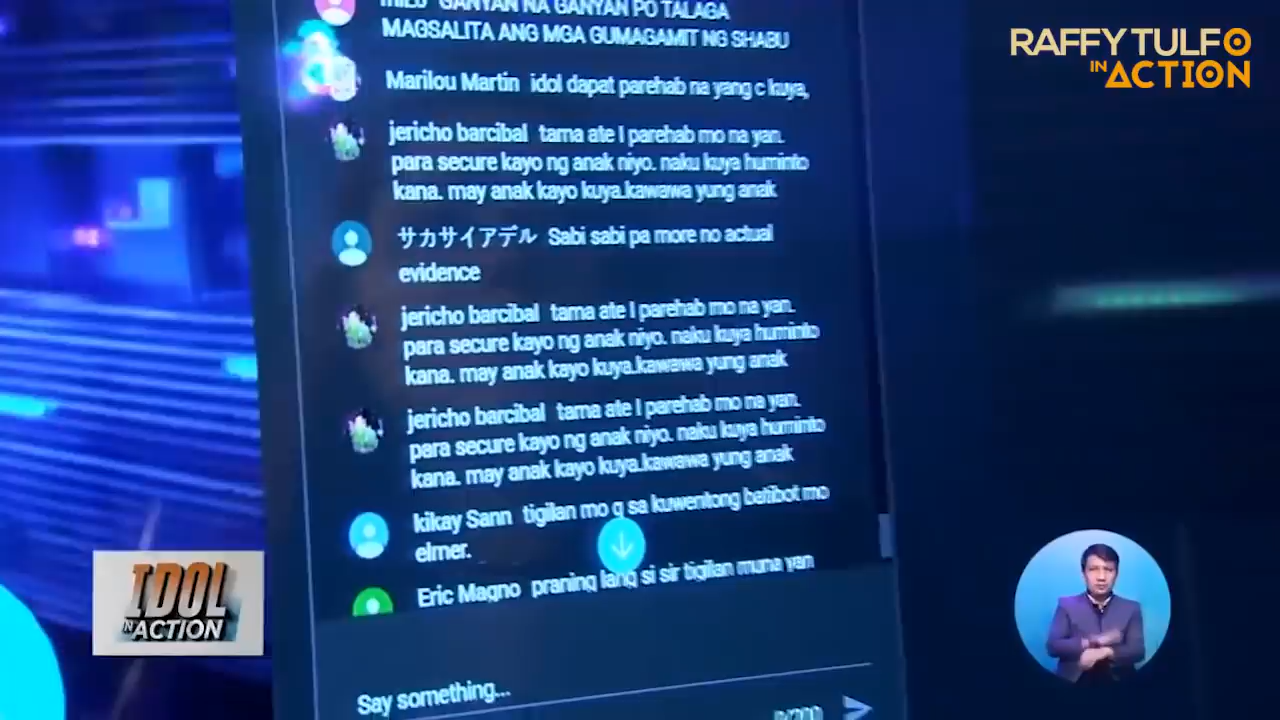 GANYAN NA GANYAN PO TALAGA
MAGSALITA ANG MGA GUMAGAMIT NG SHABU
Marilou Martin idol dapat parehab na yang c kuya,
jericho barcibal tama ate I parehab mo na yan.
para secure kayo ng anak niyo. naku kuya huminto
kana. may anak kayo kuya.kawawa yung anak
サカサイアデル Sabi sabi pa more no actual
evidence
jericho barcibal tama ate I parehab mo na yan.
para secure kayo ng anak niyo. naku kuya huminto
kana. may anak kayo kuya.kawawa yung anak
jericho barcibal tama ate I parehab mo na yan.
para secure kayo ng anak niyo. naku kuya huminto
kana. may anak kayo kuya.kawawa yung anak
kikay Sann tigilan mo q sa kuwentong batibot mo
elmer.
Eric Magno praning lang si sir tigilan muna yan
Say something...
0/200
RAFFY TULFO
IN ACTION
IDOL
IN ACTION